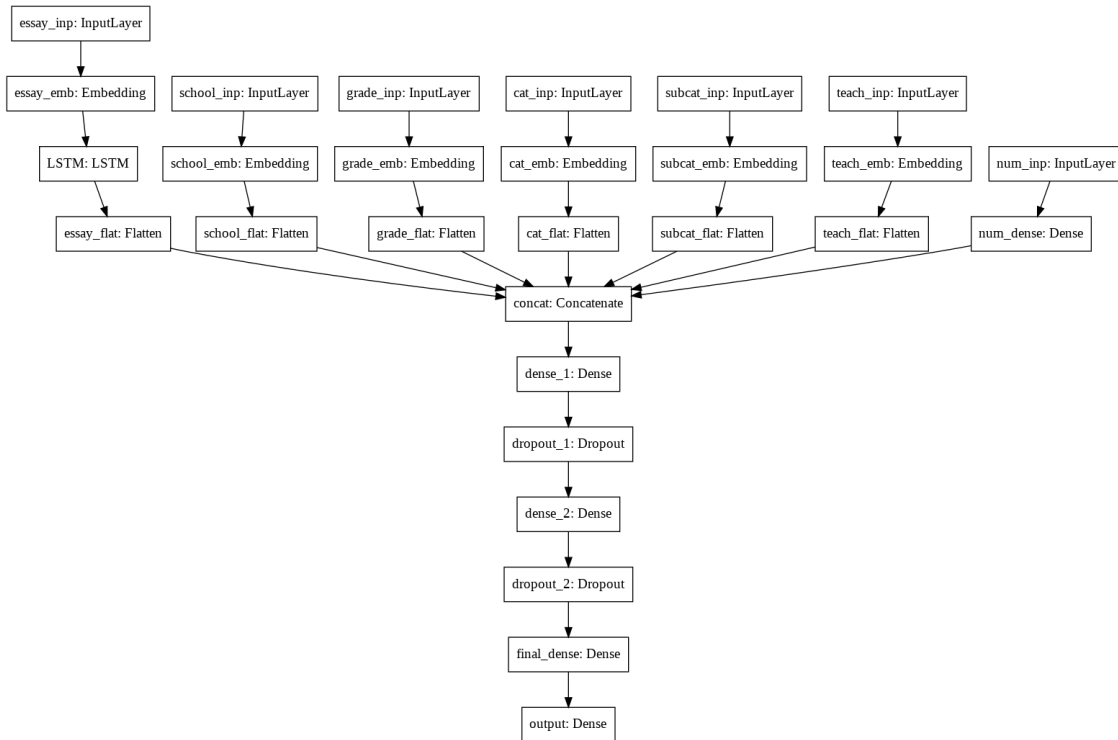 essay_inp: InputLayer
essay_emb: Embedding
school_inp: InputLayer
grade_inp: InputLayer
cat_inp: InputLayer
subcat_inp: InputLayer
teach_inp: InputLayer
LSTM: LSTM
school_emb: Embedding
grade_emb: Embedding
cat_emb: Embedding
subcat_emb: Embedding
teach_emb: Embedding
num_inp: InputLayer
essay_flat: Flatten
school_flat: Flatten
grade_flat: Flatten
cat_flat: Flatten
subcat_flat: Flatten
teach_flat: Flatten
num_dense: Dense
concat: Concatenate
dense_1: Dense
dropout_1: Dropout
dense_2: Dense
dropout_2: Dropout
final_dense: Dense
output: Dense